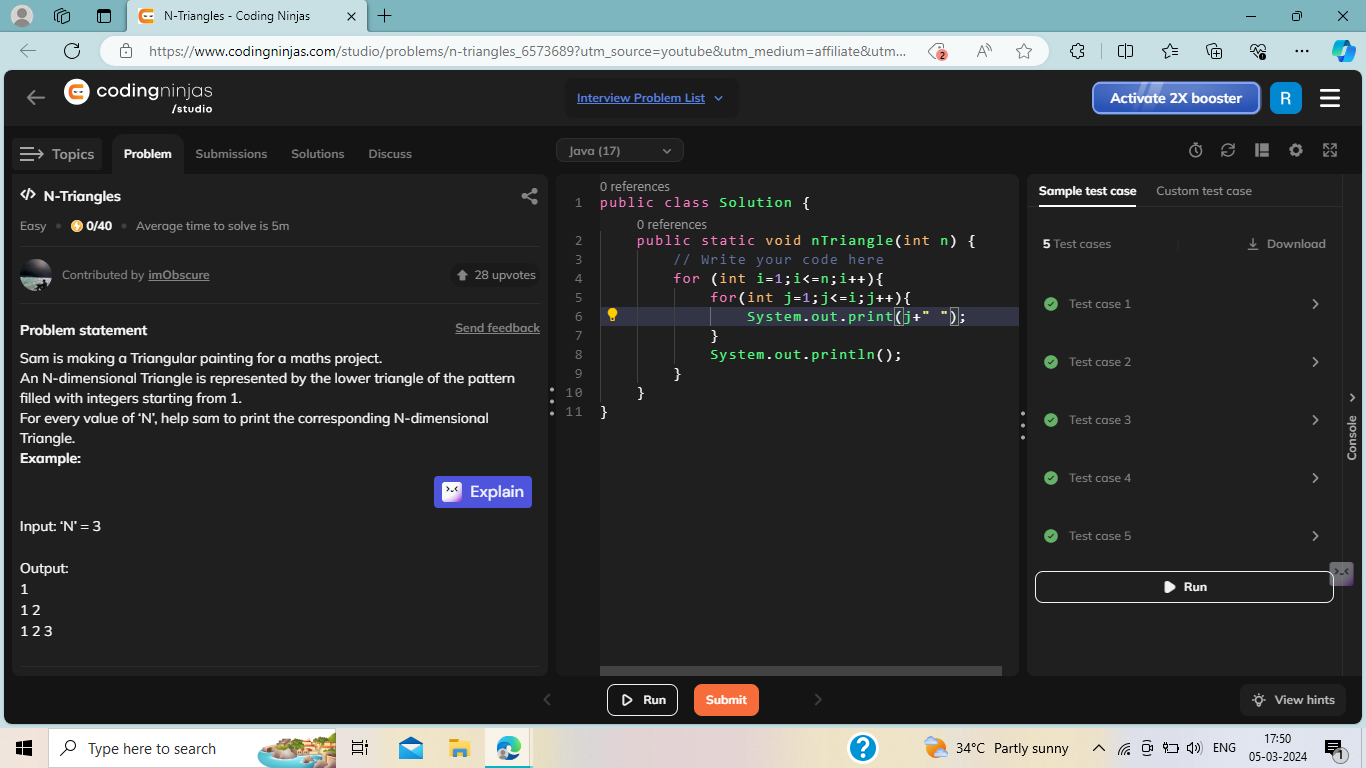 N-Triangles - Coding Ninjas
https://www.codingninjas.com/studio/problems/n-triangles_6573689?utm_source=youtube&utm_medium=affiliate&utm...
2
codingninjas
/studio
Interview Problem List
Activate 2X booster
R
Topics
Problem
Submissions
Solutions
Discuss
Java (17)
N-Triangles
Easy
0/40
Average time to solve is 5m
Contributed by imObscure
28 upvotes
Problem statement
Send feedback
Sam is making a Triangular painting for a maths project.
An N-dimensional Triangle is represented by the lower triangle of the pattern
filled with integers starting from 1.
For every value of ‘N’, help sam to print the corresponding N-dimensional
Triangle.
Example:
Explain
Input: ‘N’ = 3
Output:
1
1 2
1 2 3
0 references
1 public class Solution {
0 references
2 public static void nTriangle(int n) {
3 // Write your code here
4 for (int i=1;i<=n;i++){
5 for(int j=1;j<=i;j++){
6 System.out.print(j+" ");
7 }
8 System.out.println();
9 }
10 }
11 }
Sample test case
Custom test case
5 Test cases
Download
Test case 1
Test case 2
Test case 3
Test case 4
Test case 5
Run
Console
Run
Submit
View hints
Type here to search
34°C Partly sunny
ENG
17:50
05-03-2024
1